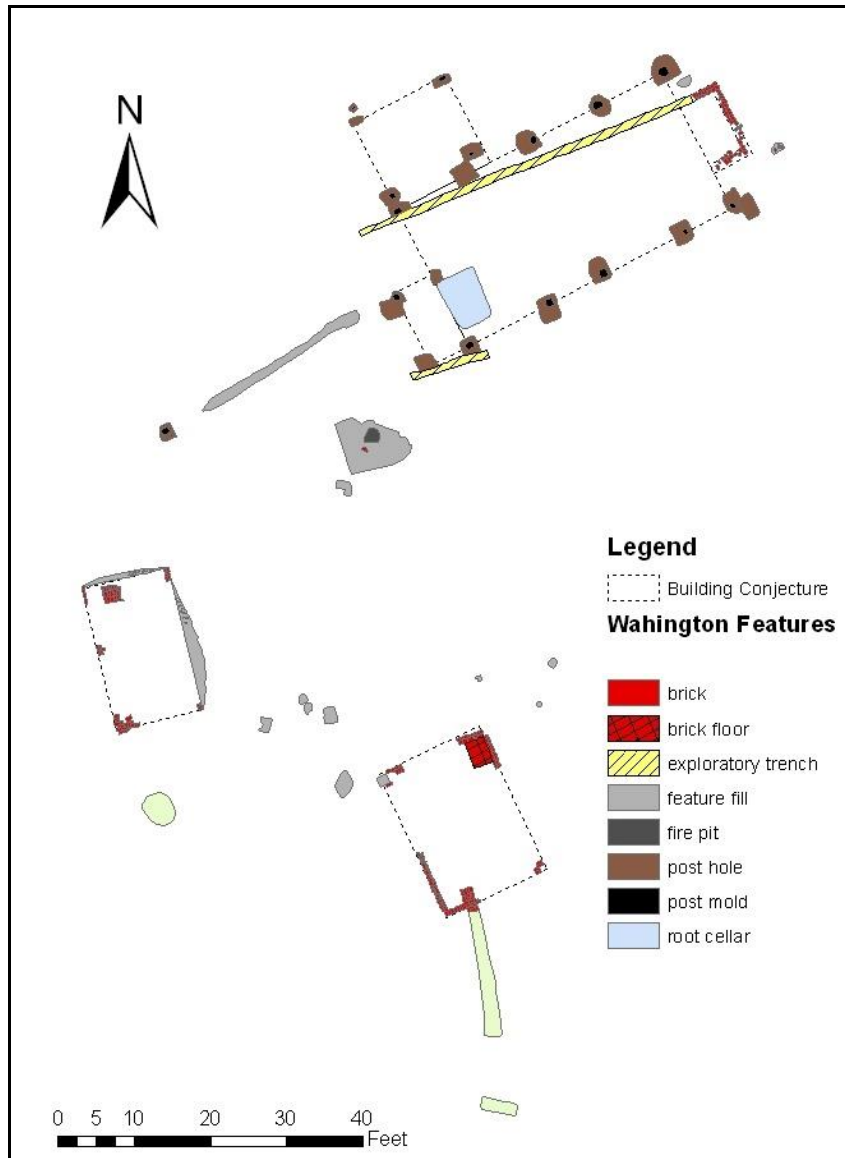 N
Legend
Building Conjecture
Wahington Features
brick
brick floor
exploratory trench
feature fill
fire pit
post hole
post mold
root cellar
0 5 10 20 30 40
Feet